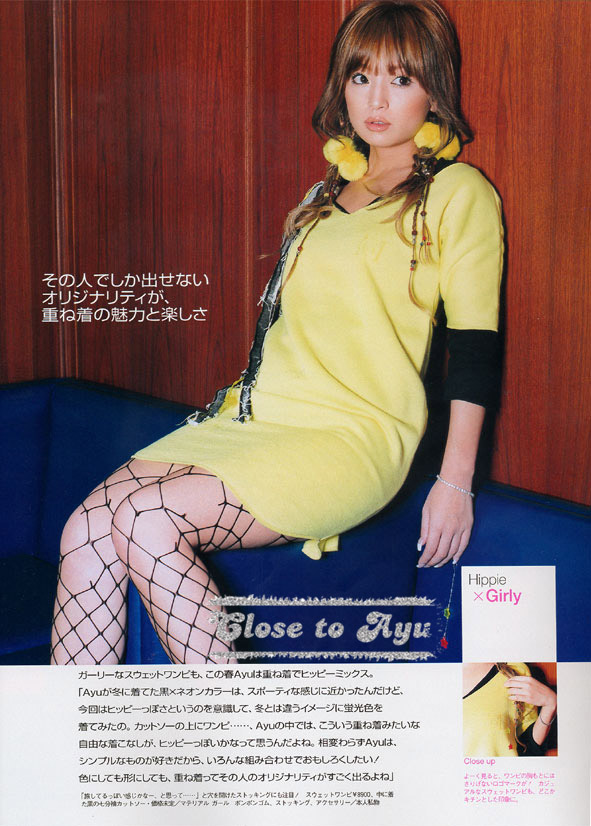 その人でしか出せない
オリジナリティが、
重ね着の魅力と楽しさ
Hippie
×Girly
Close to Ayu
ガーリーなスウェットワンピも、この春Ayuは重ね着でヒッピーミックス。
「Ayuが冬に着てた黒×ネオンカラーは、スポーティな感じに近かったんだけど、
今回はヒッピーっぽさというのを意識して、冬とは違うイメージに蛍光色を
着てみたの。カットソーの上にワンピ……、Ayuの中では、こういう重ね着みたいな
自由な着こなしが、ヒッピーっぽいかなって思うんだよね。相変わらずAyuは、
シンプルなものが好きだから、いろんな組み合わせでおもしろくしたい!
色にしても形にしても、重ね着ってその人のオリジナリティがすごく出るよね」
「旅してるっぽい感じかなー、と思って……」と穴を開けたストッキングにも注目! スウェットワンピ¥8900、中に着
た黒の七分袖カットソー・価格未定/マテリアル ガール ボンボンゴム、ストッキング、アクセサリー/本人私物
Close up
よーく見ると、ワンピの胸もとには
さりげないロゴマークが! カジュ
アルなスウェットワンピも、どこか
キチンとした印象に。